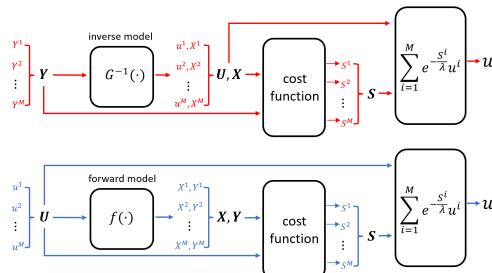 inverse model
Y¹
Y²
⋮
Y^M
Y
G⁻¹(·)
u¹, X¹
u², X²
⋮
u^M, X^M
U, X
cost
function
S¹
S²
⋮
S^M
S
∑_{i=1}^{M} e^{-S^i/λ} u^i
u
forward model
u¹
u²
⋮
u^M
U
f(·)
X¹, Y¹
X², Y²
⋮
X^M, Y^M
X, Y
cost
function
S¹
S²
⋮
S^M
S
∑_{i=1}^{M} e^{-S^i/λ} u^i
u